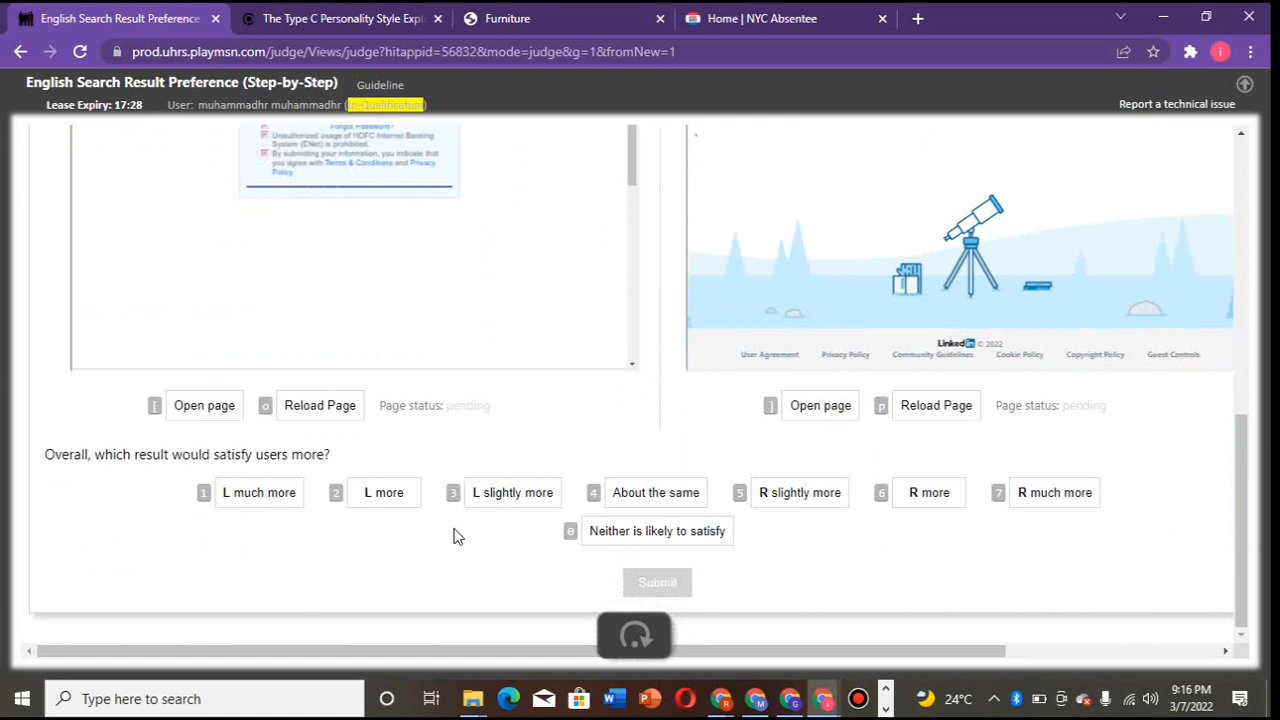 English Search Result Preference
The Type C Personality Style Expl
Furniture
Home | NYC Absentee
prod.uhrs.playmsn.com/judge/Views/judge?hitappid=56832&mode=judge&g=1&fromNew=1
English Search Result Preference (Step-by-Step)
Guideline
Lease Expiry: 17:28
User: muhammadhr muhammadhr (In-Qualification)
Report a technical issue
Forgot Password?
Unauthorized usage of HDFC Internet Banking
System (ENet) is prohibited.
By submitting your information, you indicate that
you agree with Terms & Conditions and Privacy
Policy
Linkedin © 2022
User Agreement
Privacy Policy
Community Guidelines
Cookie Policy
Copyright Policy
Guest Controls
[ Open page
o Reload Page
Page status: pending
] Open page
p Reload Page
Page status: pending
Overall, which result would satisfy users more?
1 L much more
2 L more
3 L slightly more
4 About the same
5 R slightly more
6 R more
7 R much more
0 Neither is likely to satisfy
Submit
Type here to search
24°C
9:16 PM
3/7/2022